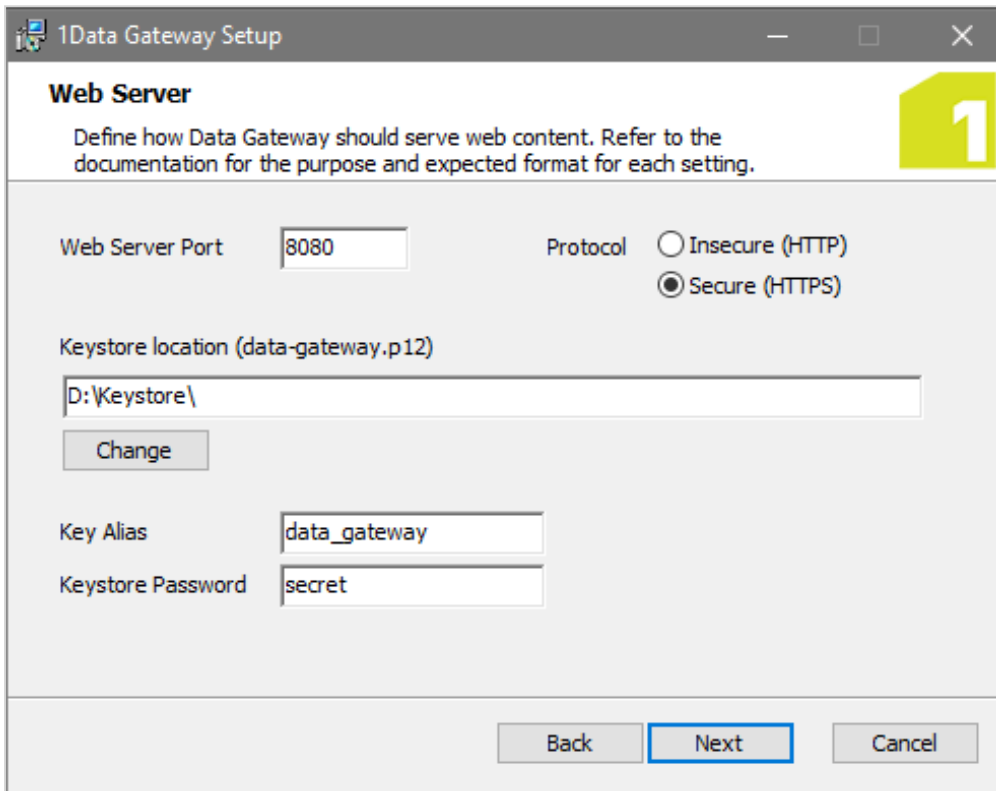 1Data Gateway Setup
Web Server
1
Define how Data Gateway should serve web content. Refer to the
documentation for the purpose and expected format for each setting.
Web Server Port 8080 Protocol Insecure (HTTP)
Secure (HTTPS)
Keystore location (data-gateway.p12)
D:\Keystore\
Change
Key Alias data_gateway
Keystore Password secret
Back Next Cancel